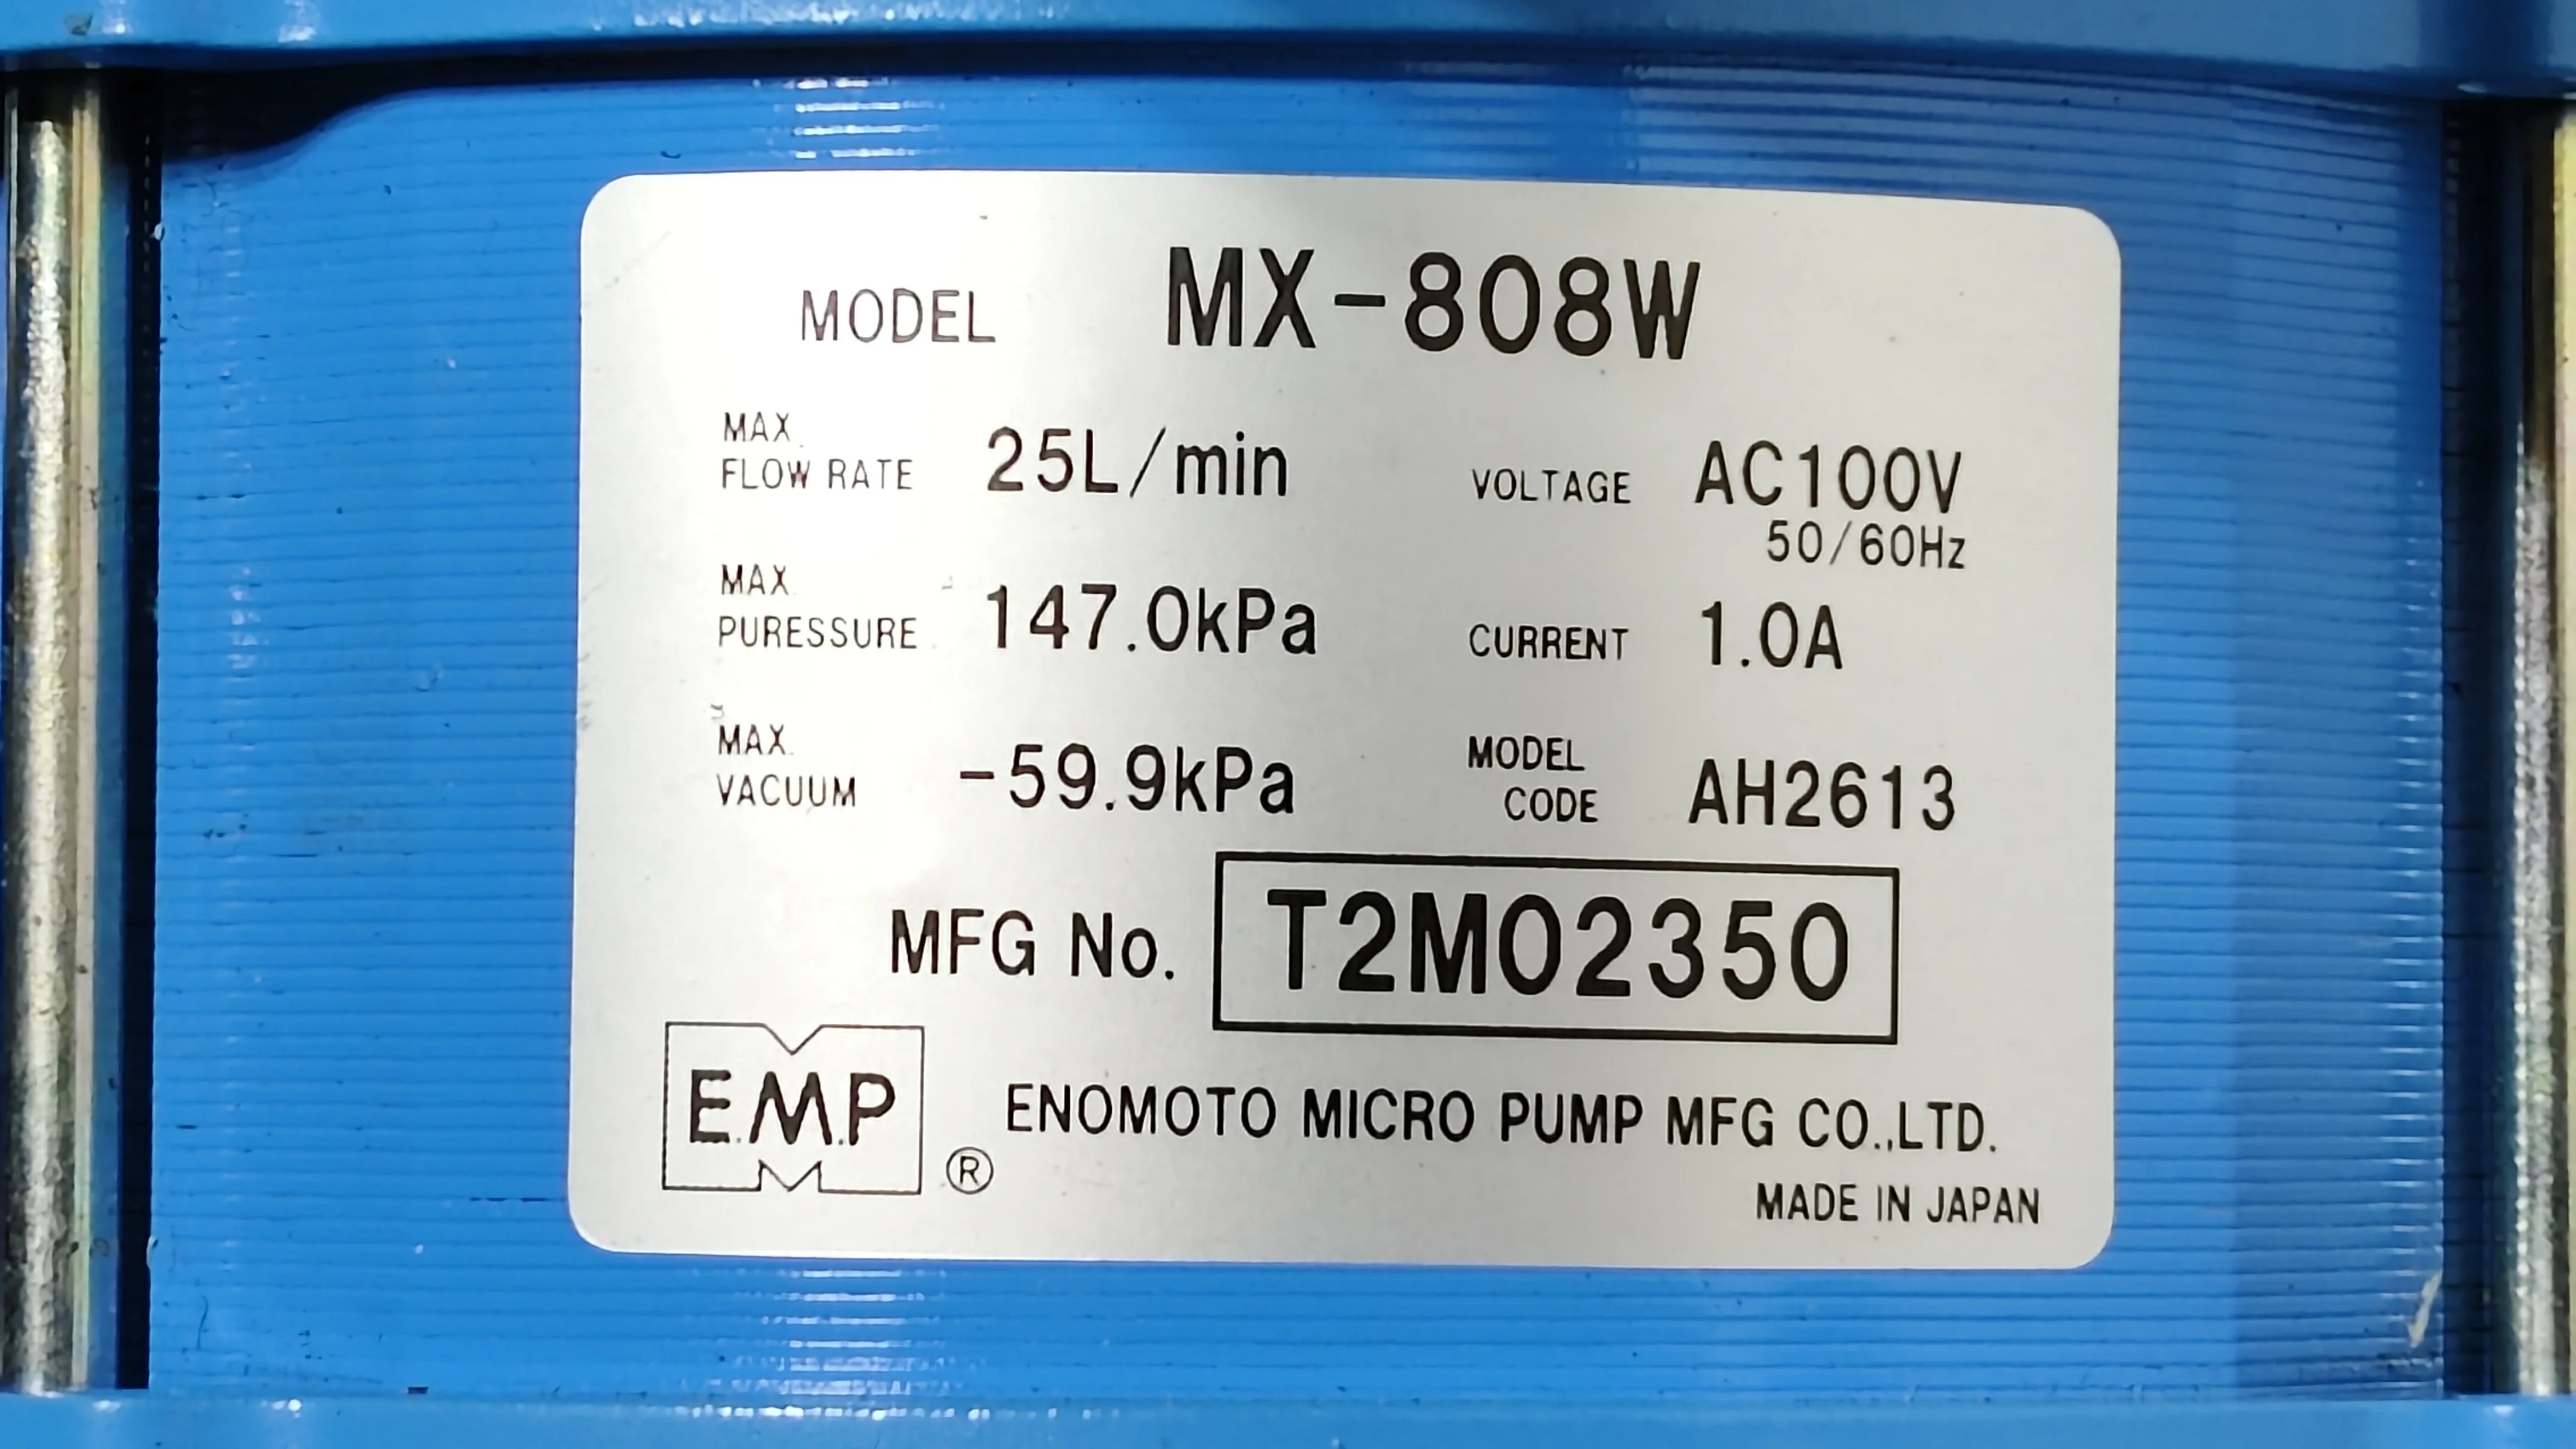 MODEL MX-808W
MAX.
FLOW RATE 25L/min VOLTAGE AC100V
50/60Hz
MAX.
PURESSURE 147.0kPa CURRENT 1.0A
MAX.
VACUUM -59.9kPa MODEL
CODE AH2613
MFG No. T2M02350
E.M.P ® ENOMOTO MICRO PUMP MFG CO.,LTD.
MADE IN JAPAN